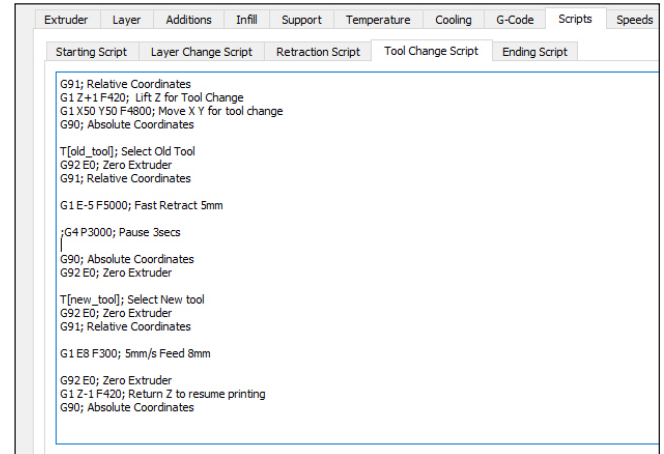 Extruder Layer Additions Infill Support Temperature Cooling G-Code Scripts Speeds
Starting Script Layer Change Script Retraction Script Tool Change Script Ending Script
G91; Relative Coordinates
G1 Z+1 F420; Lift Z for Tool Change
G1 X50 Y50 F4800; Move X Y for tool change
G90; Absolute Coordinates
T[old_tool]; Select Old Tool
G92 E0; Zero Extruder
G91; Relative Coordinates
G1 E-5 F5000; Fast Retract 5mm
;G4 P3000; Pause 3secs
G90; Absolute Coordinates
G92 E0; Zero Extruder
T[new_tool]; Select New tool
G92 E0; Zero Extruder
G91; Relative Coordinates
G1 E8 F300; 5mm/s Feed 8mm
G92 E0; Zero Extruder
G1 Z-1 F420; Return Z to resume printing
G90; Absolute Coordinates